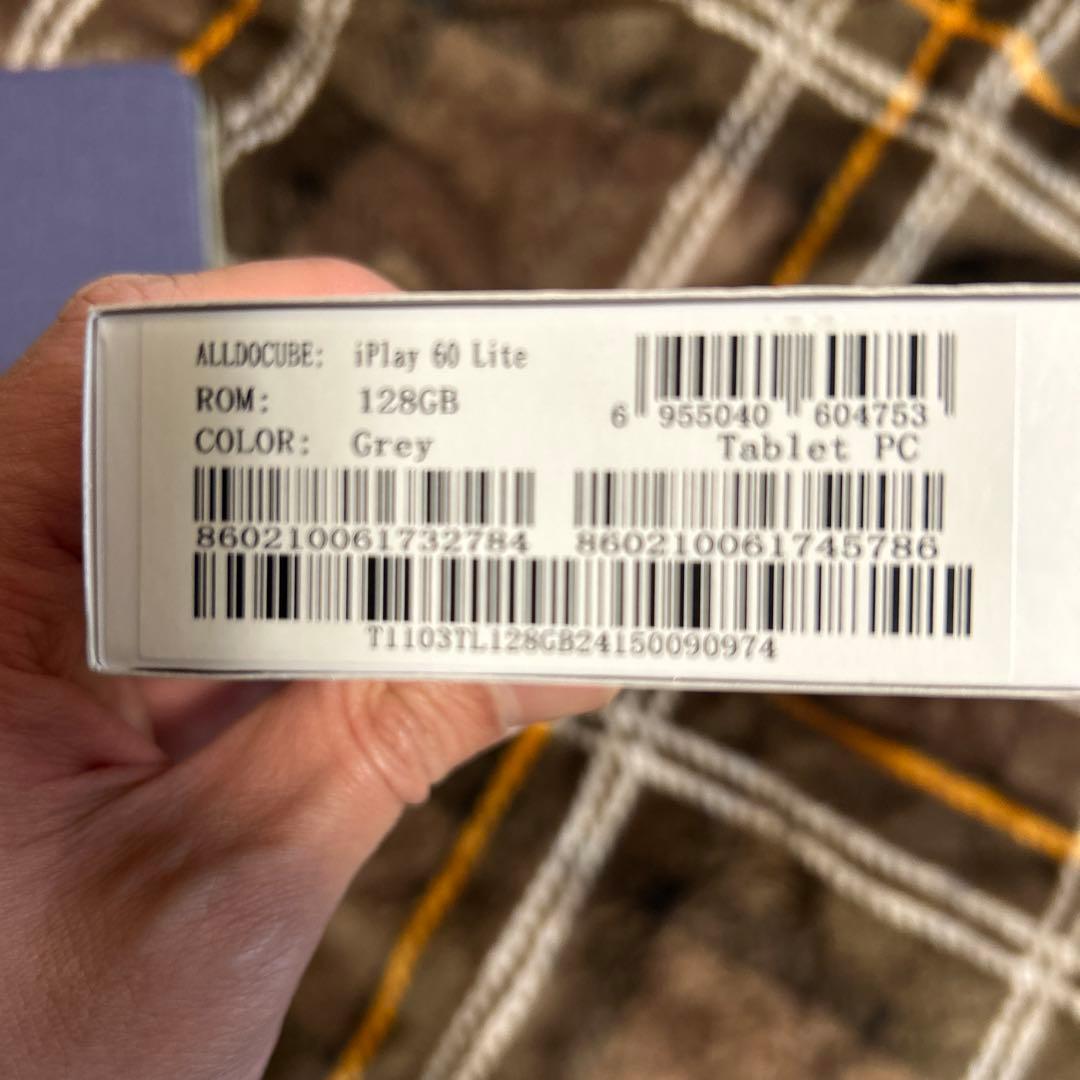 ALLDOCUBE: iPlay 60 Lite
ROM: 128GB
COLOR: Grey
6 955040 604753
Tablet PC
860210061732784 860210061745786
T1103TL128GB24150090974